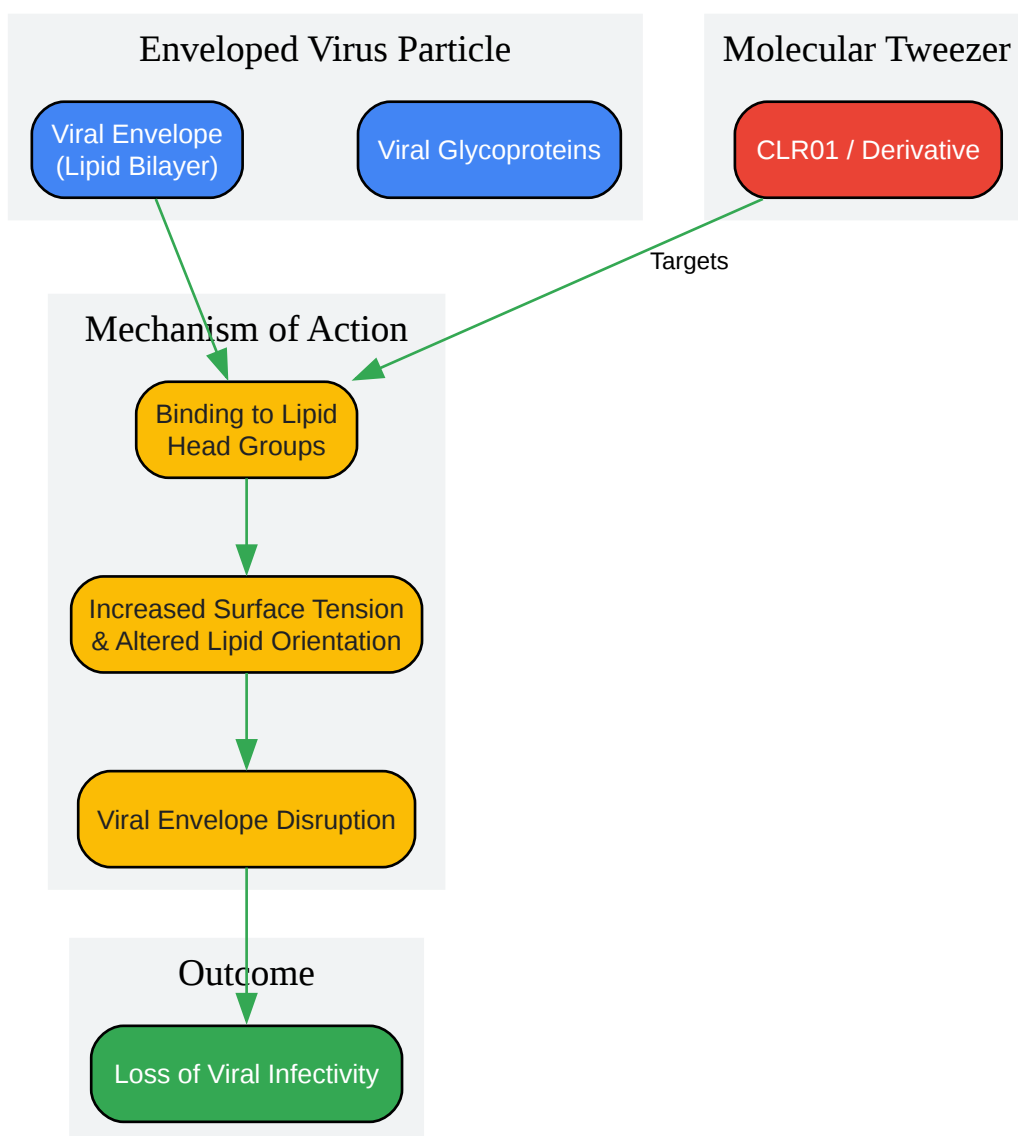 Enveloped Virus Particle
Molecular Tweezer
Viral Envelope
(Lipid Bilayer)
Viral Glycoproteins
CLR01 / Derivative
Targets
Mechanism of Action
Binding to Lipid
Head Groups
Increased Surface Tension
& Altered Lipid Orientation
Viral Envelope Disruption
Outcome
Loss of Viral Infectivity